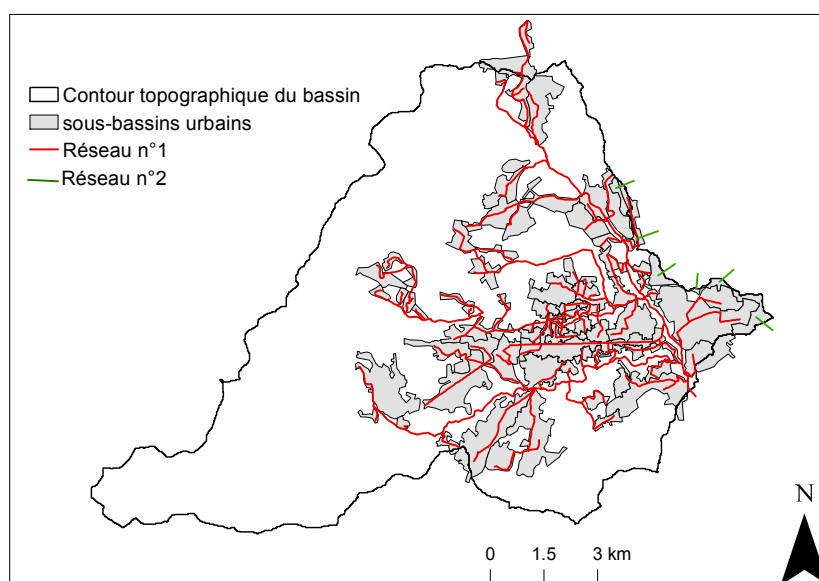 Contour topographique du bassin
sous-bassins urbains
Réseau n°1
Réseau n°2
N
0 1.5 3 km